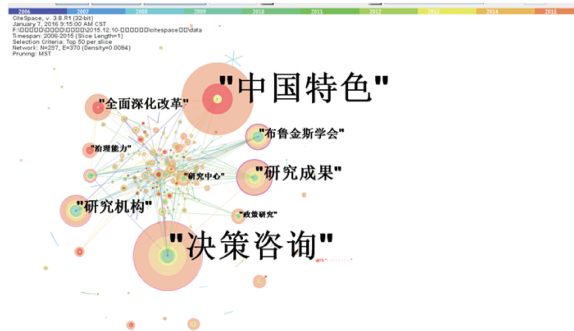 2006 2007 2008 2009 2010 2011 2012 2013 2014 2015
CiteSpace, v. 3.8.R1 (32-bit)
January 7, 2016 9:15:00 AM CST
Timespan: 2006-2015 (Slice Length=1)
Selection Criteria: Top 50 per slice
Network: N=297, E=370 (Density=0.0084)
Pruning: MST
"中国特色"
"全面深化改革"
"布鲁金斯学会"
"治理能力"
"研究中心"
"研究成果"
"研究机构"
"政策研究"
"决策咨询"